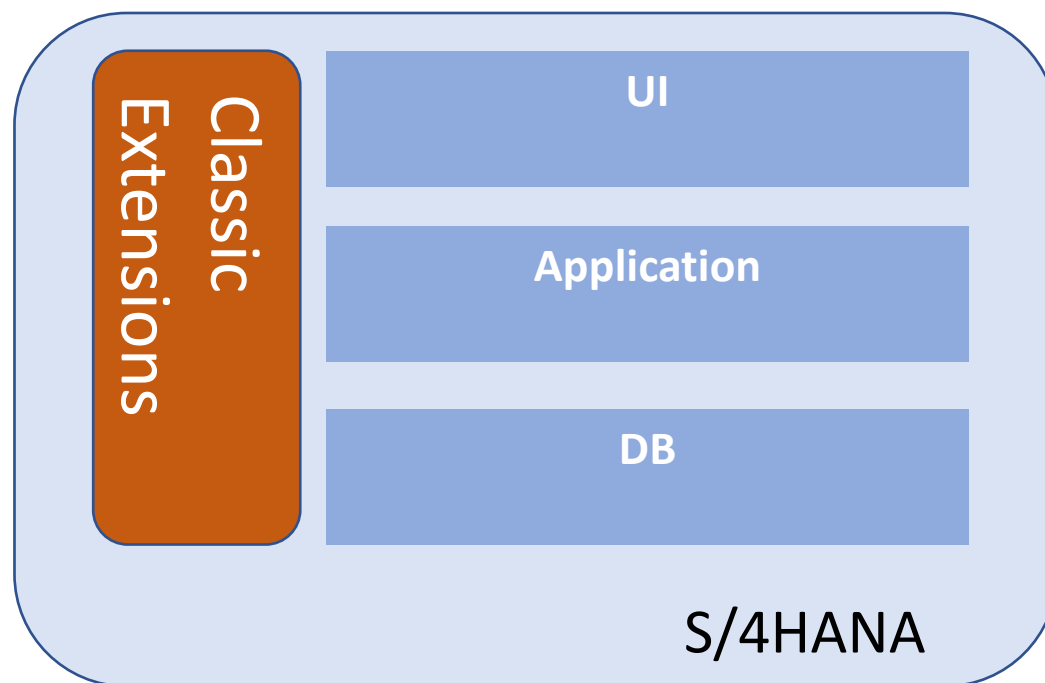 Classic
Extensions
UI
Application
DB
S/4HANA